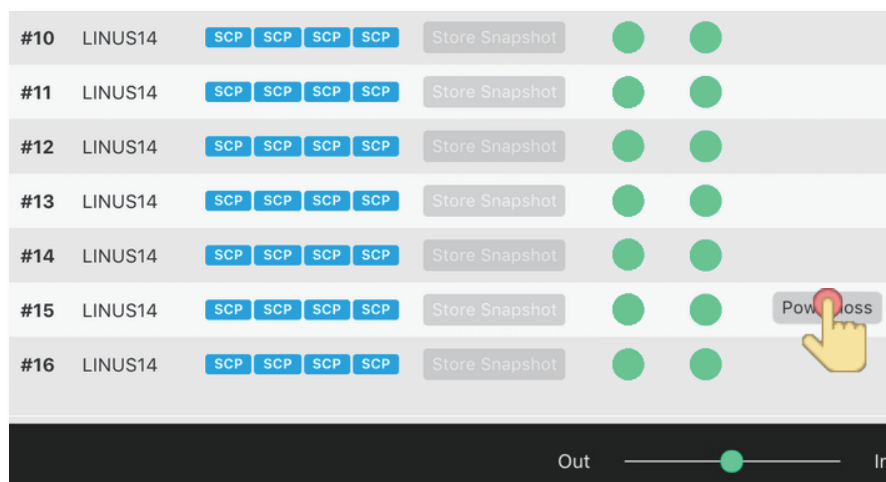 #10 LINUS14 SCP SCP SCP SCP Store Snapshot
#11 LINUS14 SCP SCP SCP SCP Store Snapshot
#12 LINUS14 SCP SCP SCP SCP Store Snapshot
#13 LINUS14 SCP SCP SCP SCP Store Snapshot
#14 LINUS14 SCP SCP SCP SCP Store Snapshot
#15 LINUS14 SCP SCP SCP SCP Store Snapshot
#16 LINUS14 SCP SCP SCP SCP Store Snapshot
Out